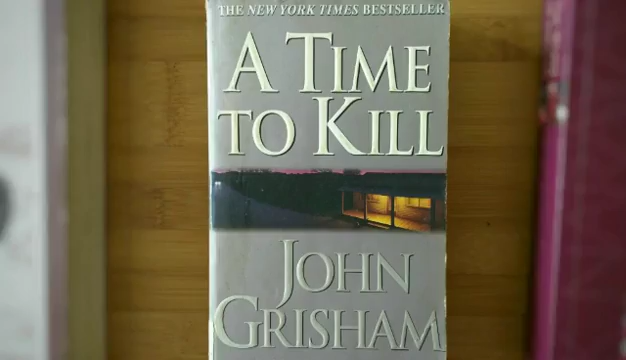 THE NEW YORK TIMES BESTSELLER
A TIME
TO KILL
JOHN
GRISHAM